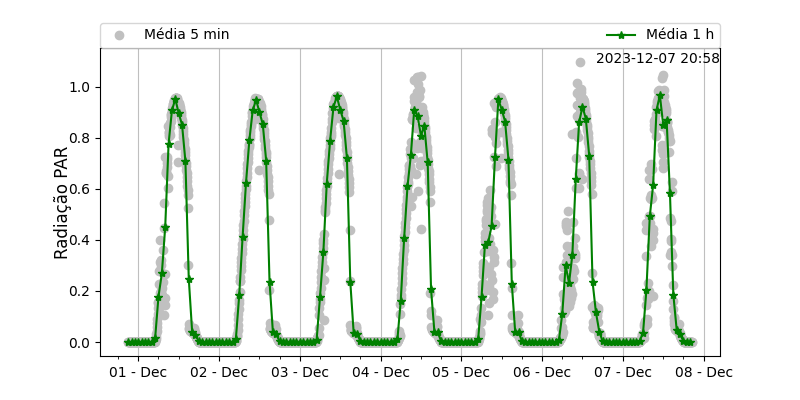 Média 5 min
Média 1 h
2023-12-07 20:58
Radiação PAR
1.0
0.8
0.6
0.4
0.2
0.0
01 - Dec
02 - Dec
03 - Dec
04 - Dec
05 - Dec
06 - Dec
07 - Dec
08 - Dec